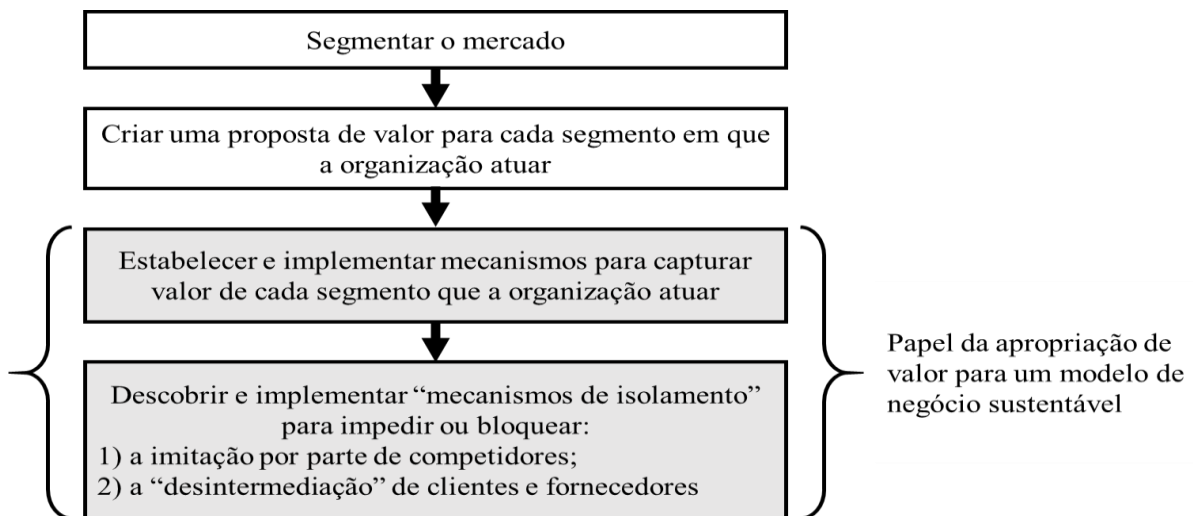 Segmentar o mercado
Criar uma proposta de valor para cada segmento em que
a organização atuar
Estabelecer e implementar mecanismos para capturar
valor de cada segmento que a organização atuar
Descobrir e implementar “mecanismos de isolamento”
para impedir ou bloquear:
1) a imitação por parte de competidores;
2) a “desintermediação” de clientes e fornecedores
Papel da apropriação de
valor para um modelo de
negócio sustentável